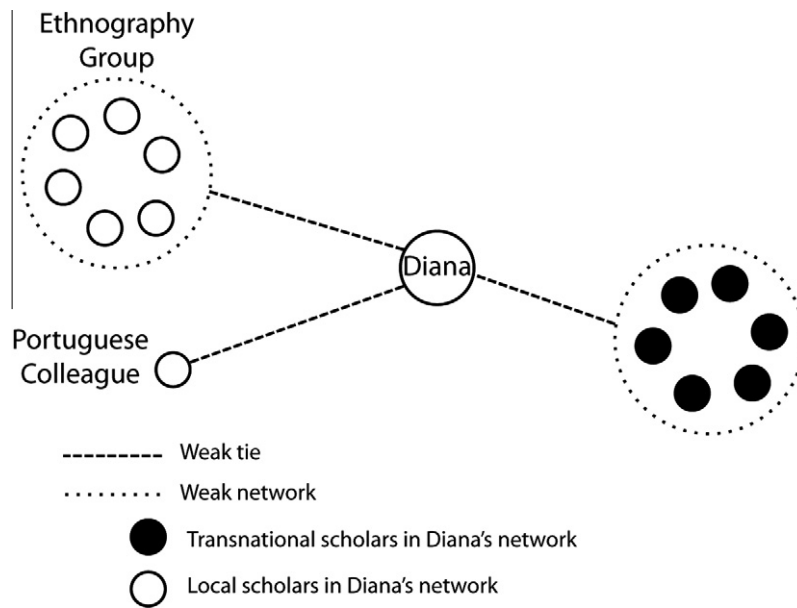 Ethnography
Group
Diana
Portuguese
Colleague
Weak tie
Weak network
Transnational scholars in Diana's network
Local scholars in Diana's network